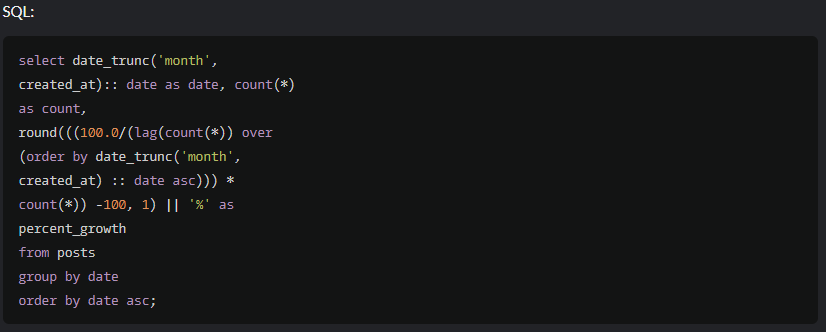 SQL:
select date_trunc('month',
created_at):: date as date, count(*)
as count,
round(((100.0/(lag(count(*)) over
(order by date_trunc('month',
created_at) :: date asc))) *
count(*)) -100, 1) || '%' as
percent_growth
from posts
group by date
order by date asc;